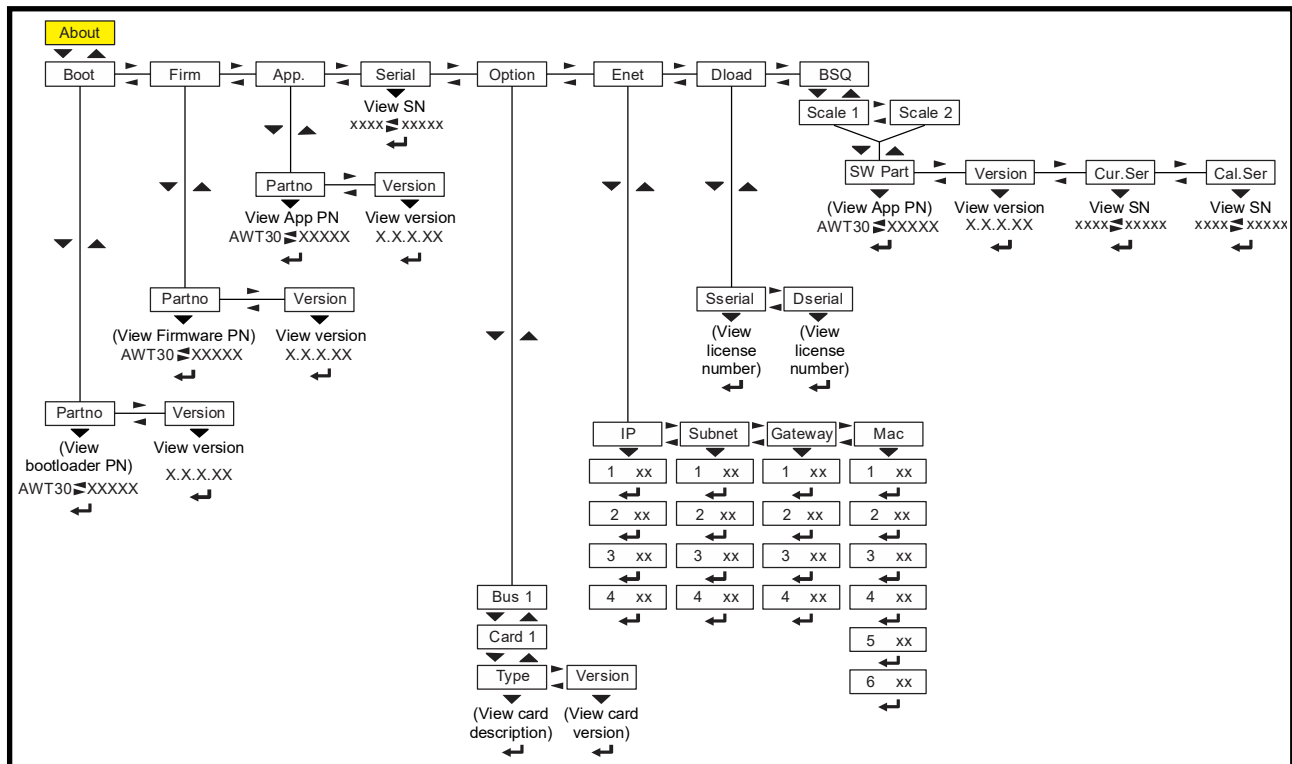 About
Boot Firm App. Serial Option Enet Dload BSQ
View SN
xxxx xxxxx
Scale 1 Scale 2
Partno Version
View App PN View version
AWT30 XXXXX X.X.X.XX
SW Part Version Cur.Ser Cal.Ser
(View App PN) View version View SN View SN
AWT30 XXXXX X.X.X.XX xxxx xxxxx xxxx xxxxx
Partno Version
(View Firmware PN) View version
AWT30 XXXXX X.X.X.XX
Sserial Dserial
(View (View
license license
number) number)
Partno Version
(View View version
bootloader PN)
X.X.X.XX
AWT30 XXXXX
IP Subnet Gateway Mac
1 xx 1 xx 1 xx 1 xx
2 xx 2 xx 2 xx 2 xx
3 xx 3 xx 3 xx 3 xx
4 xx 4 xx 4 xx 4 xx
5 xx
6 xx
Bus 1
Card 1
Type Version
(View card (View card
description) version)